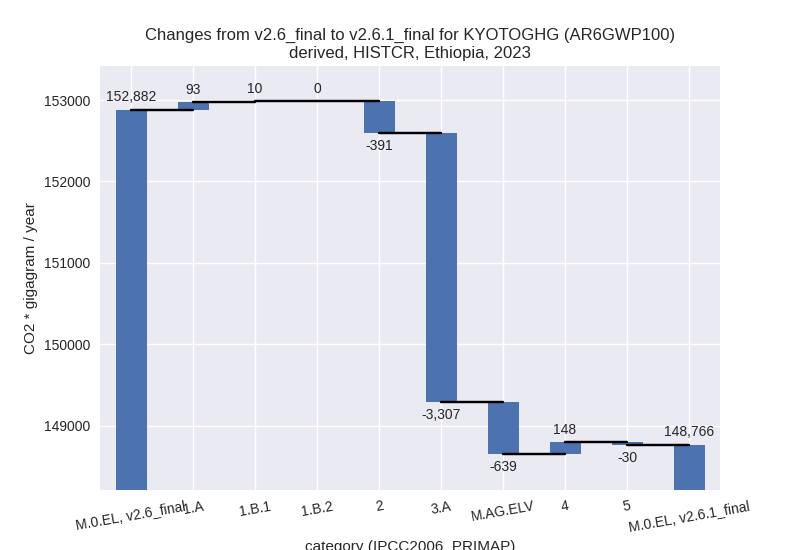 Changes from v2.6_final to v2.6.1_final for KYOTOGHG (AR6GWP100)
derived, HISTCR, Ethiopia, 2023
152,882
93
10
0
-391
-3,307
-639
148
-30
148,766
153000
152000
151000
150000
149000
CO2 * gigagram / year
M.0.EL, v2.6_final
1.A
1.B.1
1.B.2
2
3.A
M.AG.ELV
4
5
M.0.EL, v2.6.1_final
category (IPCC2006_PRIMAP)